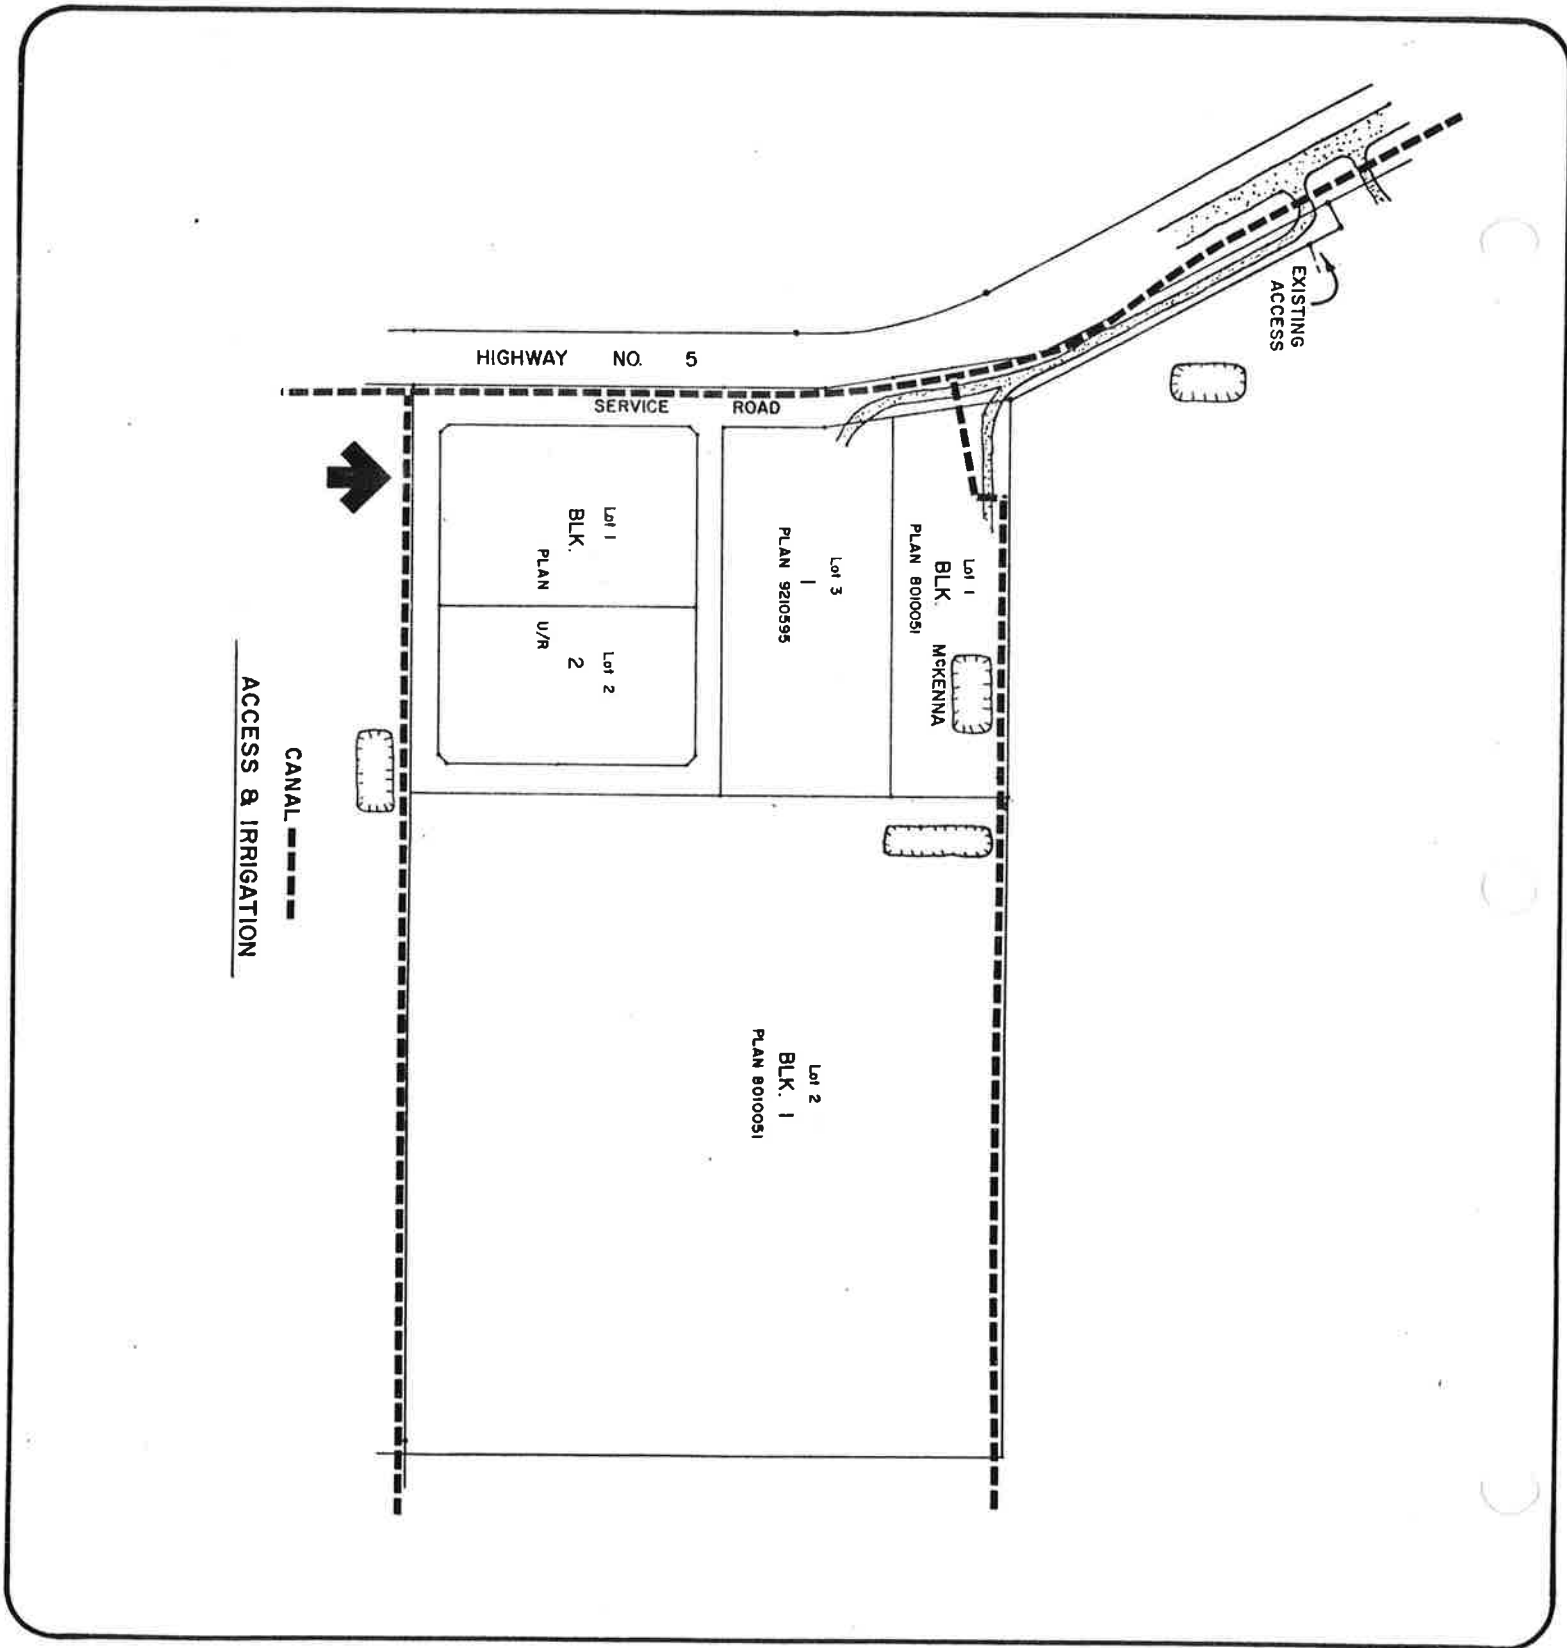 EXISTING
ACCESS
HIGHWAY NO. 5
SERVICE ROAD
Lot 1
BLK.
PLAN 8010051
McKENNA
Lot 3
1
PLAN 9210595
Lot 1
BLK.
PLAN U/R
Lot 2
2
Lot 2
BLK. 1
PLAN 8010051
CANAL
ACCESS & IRRIGATION